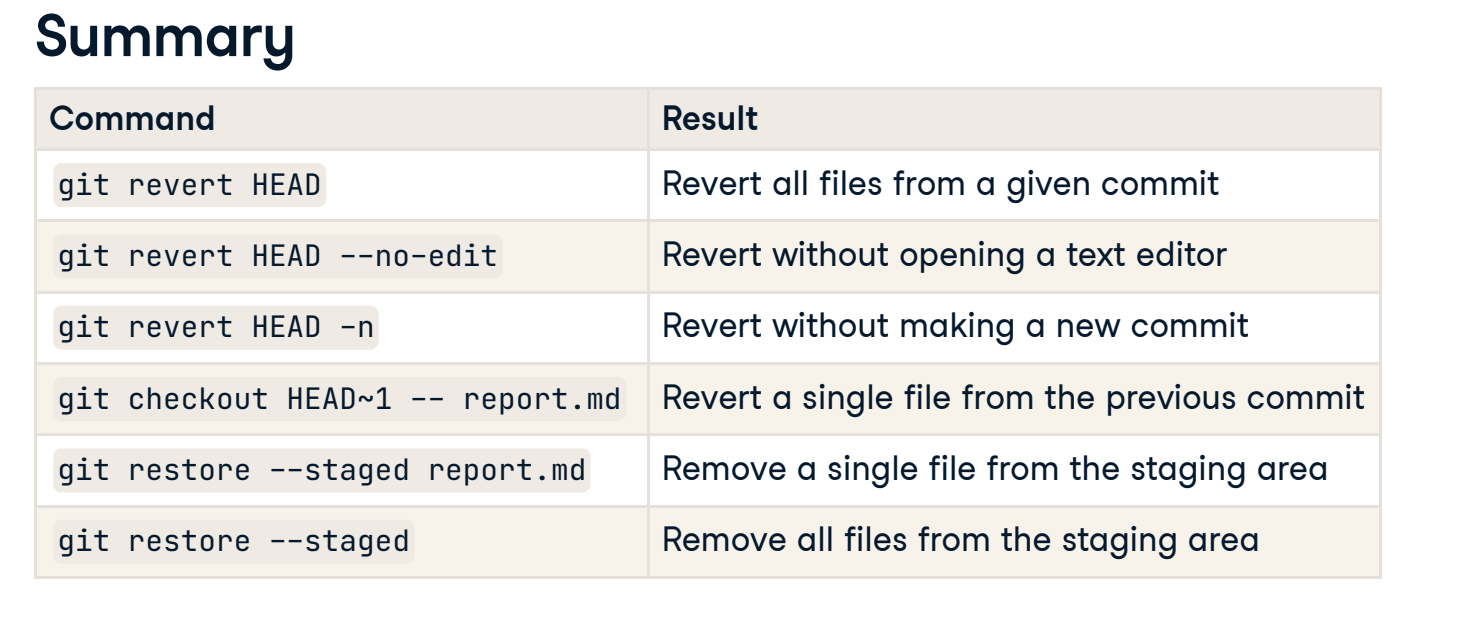 Summary
Command Result
git revert HEAD Revert all files from a given commit
git revert HEAD --no-edit Revert without opening a text editor
git revert HEAD -n Revert without making a new commit
git checkout HEAD~1 -- report.md Revert a single file from the previous commit
git restore --staged report.md Remove a single file from the staging area
git restore --staged Remove all files from the staging area